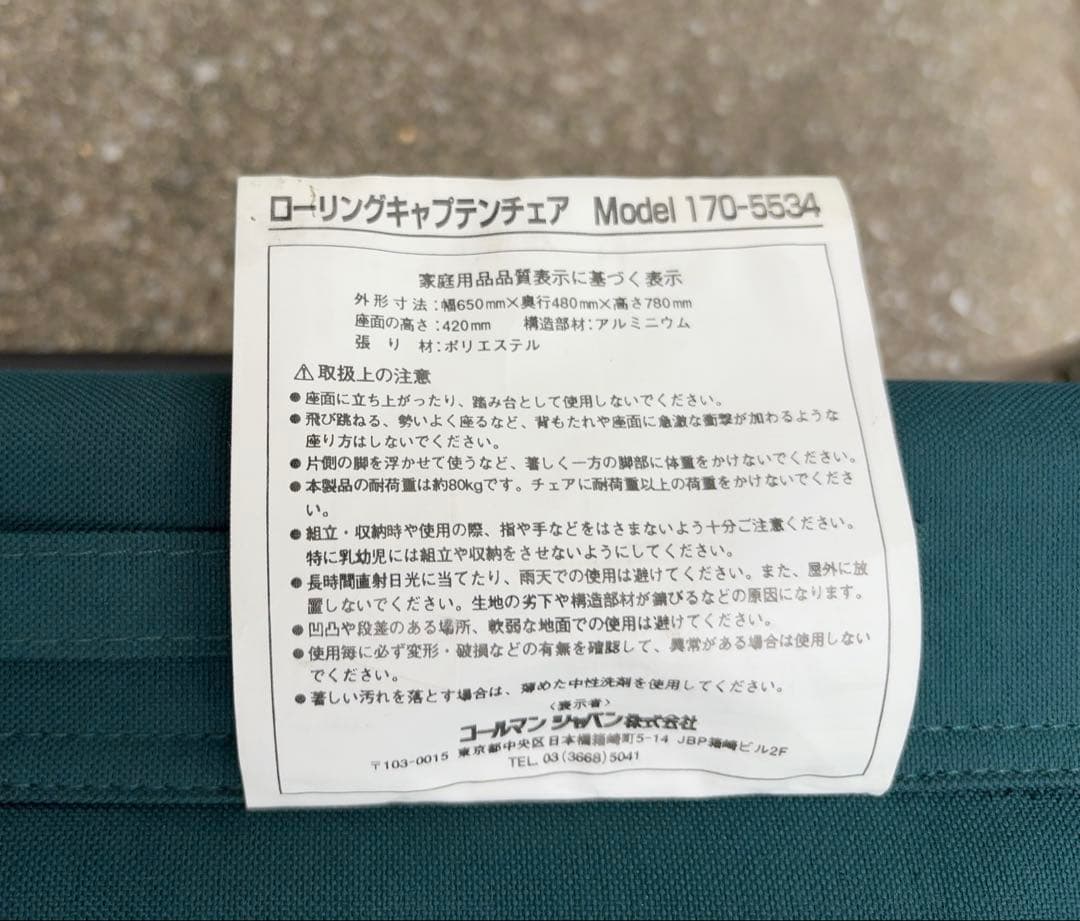 ローリングキャプテンチェア Model 170-5534
家庭用品品質表示に基づく表示
外形寸法:幅650mm×奥行480mm×高さ780mm
座面の高さ:420mm 構造部材:アルミニウム
張り材:ポリエステル
⚠取扱上の注意
●座面に立ち上がったり、踏み台として使用しないでください。
●飛び跳ねる、勢いよく座るなど、背もたれや座面に急激な衝撃が加わるような
座り方はしないでください。
●片側の脚を浮かせて使うなど、著しく一方の脚部に体重をかけないでください。
●本製品の耐荷重は約80kgです。チェアに耐荷重以上の荷重をかけないでくださ
い。
●組立・収納時や使用の際、指や手などをはさまないよう十分ご注意ください。
特に乳幼児には組立や収納をさせないようにしてください。
●長時間直射日光に当てたり、雨天での使用は避けてください。また、屋外に放
置しないでください。生地の劣下や構造部材が錆びるなどの原因になります。
●凹凸や段差のある場所、軟弱な地面での使用は避けてください。
●使用毎に必ず変形・破損などの有無を確認して、異常がある場合は使用しない
でください。
●著しい汚れを落とす場合は、薄めた中性洗剤を使用してください。
〈表示者〉
コールマン ジャパン株式会社
〒103-0015 東京都中央区日本橋箱崎町5-14 JBP箱崎ビル2F
TEL. 03 (3668) 5041